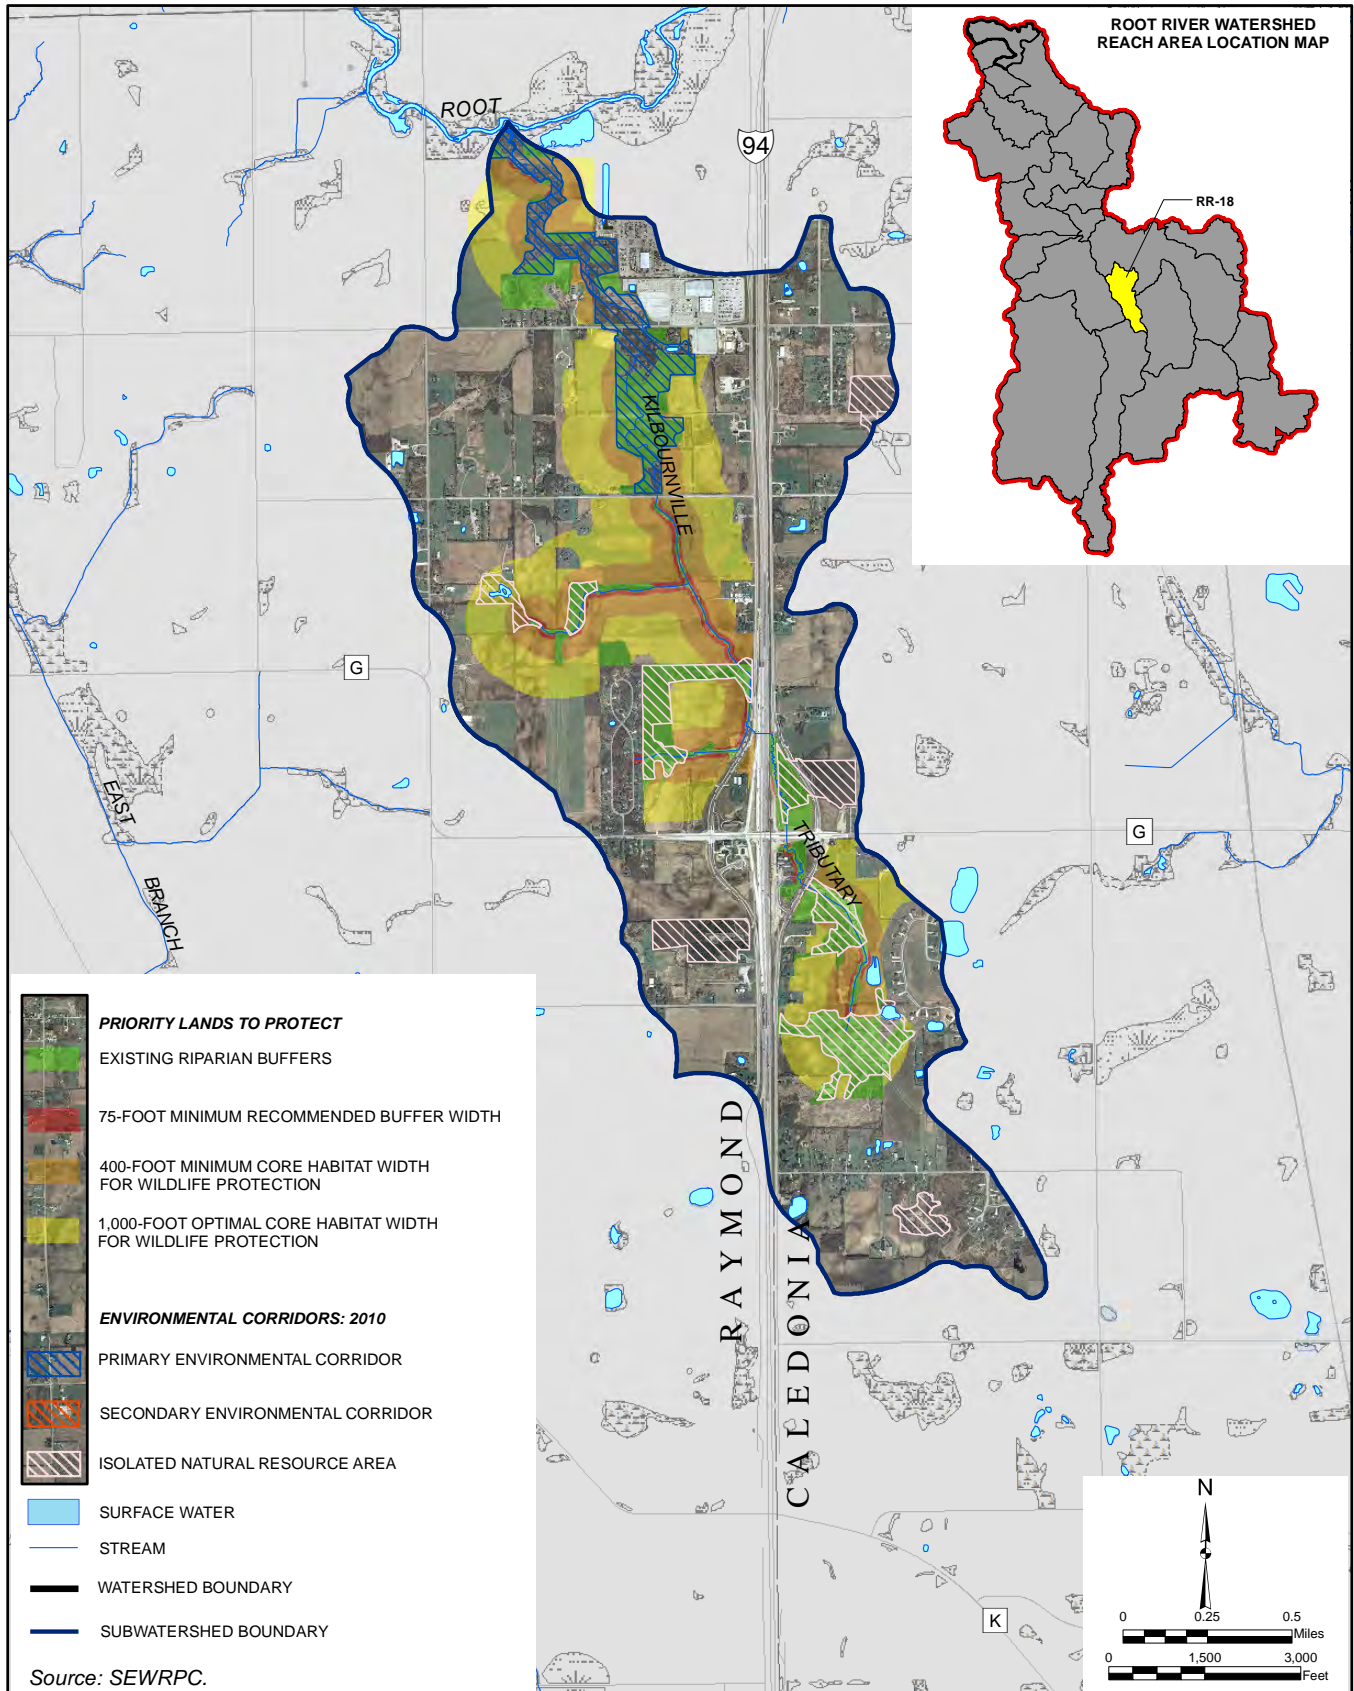 ROOT RIVER WATERSHED
REACH AREA LOCATION MAP
RR-18
ROOT
94
KILBOURNVILLE
TRIBUTARY
G
G
EAST
BRANCH
RAYMOND
CALEDONIA
K
PRIORITY LANDS TO PROTECT
EXISTING RIPARIAN BUFFERS
75-FOOT MINIMUM RECOMMENDED BUFFER WIDTH
400-FOOT MINIMUM CORE HABITAT WIDTH
FOR WILDLIFE PROTECTION
1,000-FOOT OPTIMAL CORE HABITAT WIDTH
FOR WILDLIFE PROTECTION
ENVIRONMENTAL CORRIDORS: 2010
PRIMARY ENVIRONMENTAL CORRIDOR
SECONDARY ENVIRONMENTAL CORRIDOR
ISOLATED NATURAL RESOURCE AREA
SURFACE WATER
STREAM
WATERSHED BOUNDARY
SUBWATERSHED BOUNDARY
Source: SEWRPC.
N
0 0.25 0.5
Miles
0 1,500 3,000
Feet